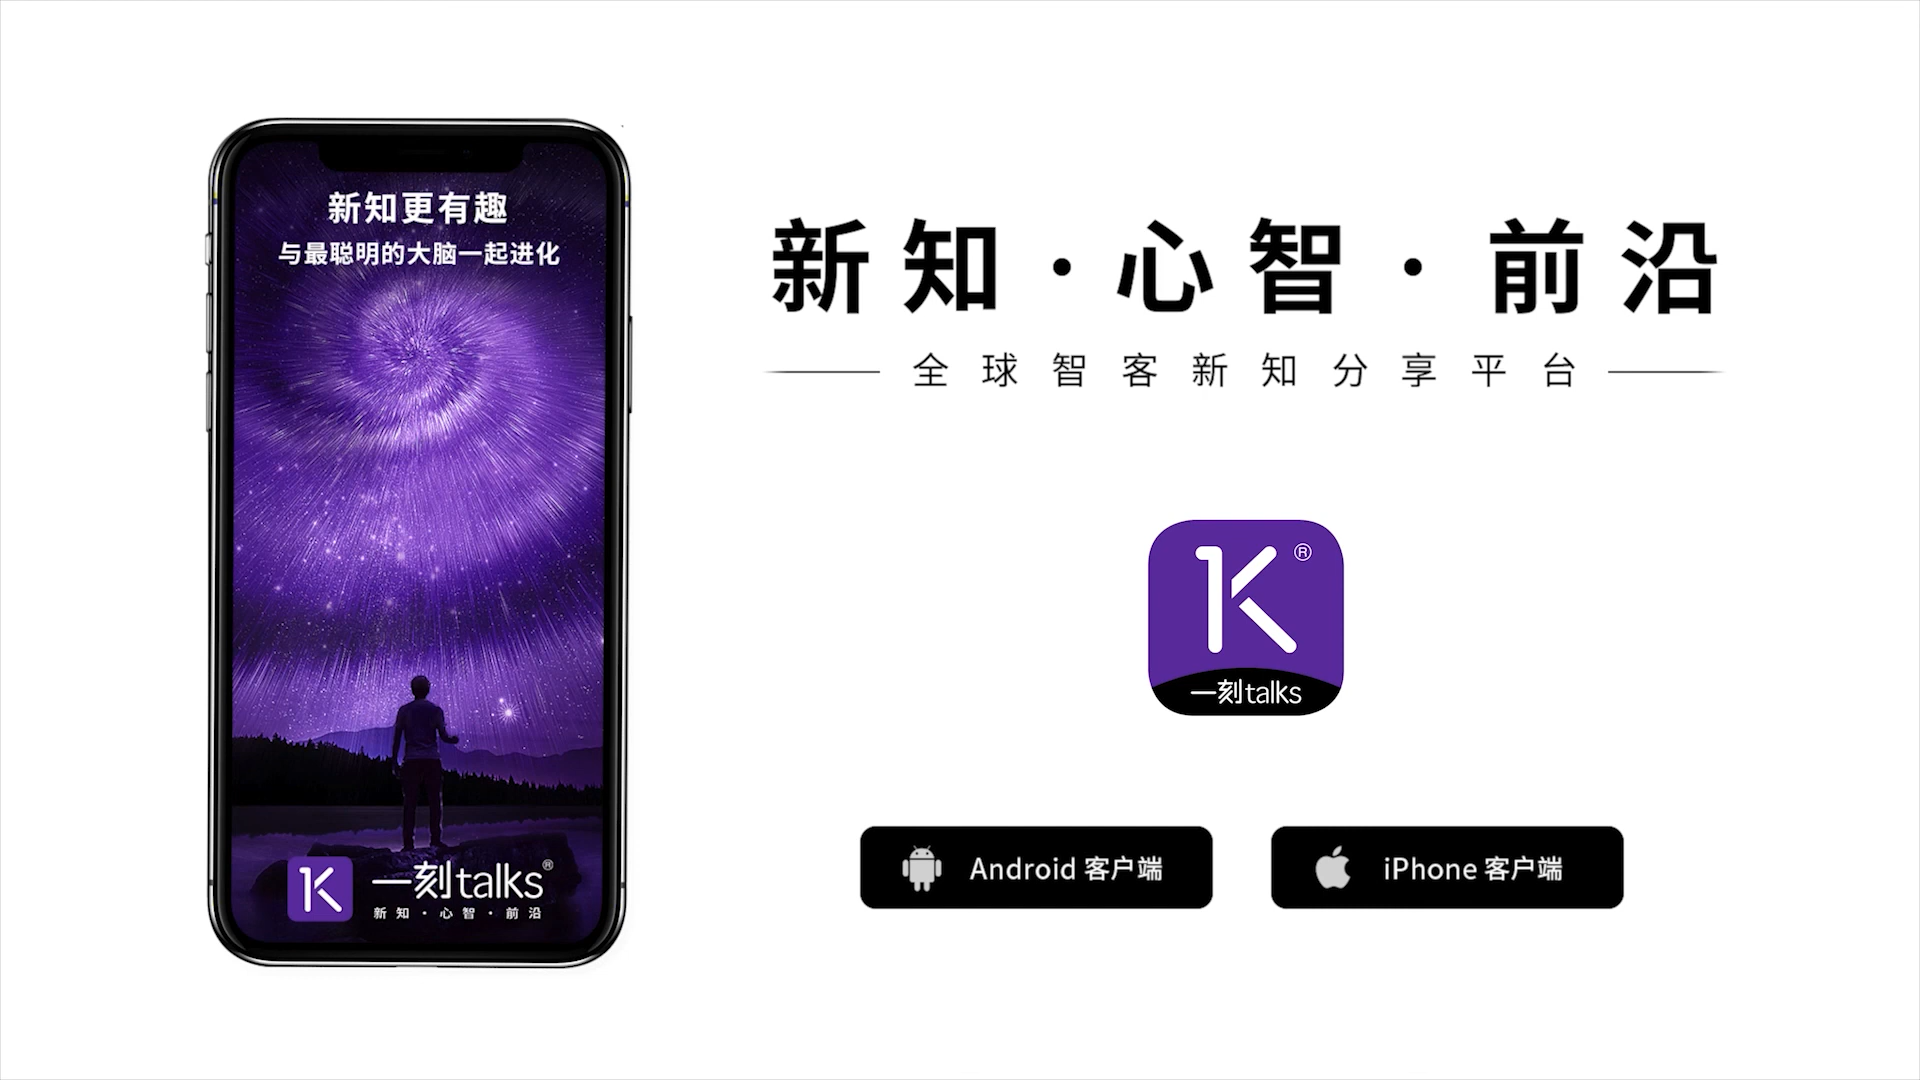 新知更有趣
与最聪明的大脑一起进化
1K 一刻talks®
新知·心智·前沿
新知·心智·前沿
全球智客新知分享平台
1K®
一刻talks
Android 客户端
iPhone 客户端